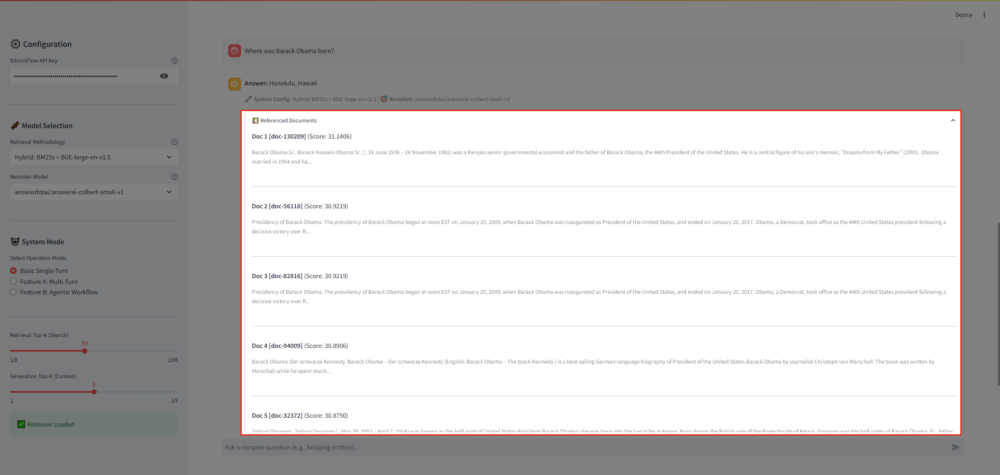 Deploy
Configuration
SiliconFlow API Key
Model Selection
Retrieval Methodology
Hybrid: BM25s + BGE-large-en-v1.5
Reranker Model
answerdotai/answerai-colbert-small-v1
System Mode
Select Operation Mode:
Basic Single-Turn
Feature A: Multi-Turn
Feature B: Agentic Workflow
Retrieval Top-K (Search)
50
10 100
Generation Top-K (Context)
8
1 15
Retriever Loaded
Where was Barack Obama born?
Answer: Honolulu, Hawaii
System Config: Hybrid: BM25s + BGE-large-en-v1.5 | Reranker: answerdotai/answerai-colbert-small-v1
Referenced Documents
Doc 1 [doc-130209] (Score: 31.1406)
Barack Obama Sr.. Barack Hussein Obama Sr. ( ; 18 June 1936 – 24 November 1982) was a Kenyan senior governmental economist and the father of Barack Obama, the 44th President of the United States. He is a central figure of his son's memoir, "Dreams from My Father" (1995). Obama
married in 1954 and ha...
Doc 2 [doc-56118] (Score: 30.9219)
Presidency of Barack Obama. The presidency of Barack Obama began at noon EST on January 20, 2009, when Barack Obama was inaugurated as President of the United States, and ended on January 20, 2017. Obama, a Democrat, took office as the 44th United States president following a
decisive victory over R...
Doc 3 [doc-82816] (Score: 30.9219)
Presidency of Barack Obama. The presidency of Barack Obama began at noon EST on January 20, 2009, when Barack Obama was inaugurated as President of the United States, and ended on January 20, 2017. Obama, a Democrat, took office as the 44th United States president following a
decisive victory over R...
Doc 4 [doc-94009] (Score: 30.8906)
Barack Obama: Der schwarze Kennedy. Barack Obama – Der schwarze Kennedy (English: Barack Obama – The black Kennedy ) is a best-selling German-language biography of President of the United States Barack Obama by journalist Christoph von Marschall. The book was written by
Marschall while he spent much...
Doc 5 [doc-32372] (Score: 30.8750)
Zeituni Onyango. Zeituni Onyango ( ; May 29, 1952 – April 7, 2014) was known as the half-aunt of United States President Barack Obama; she was born into the Luo tribe in Kenya. Born during the British rule of the Protectorate of Kenya, Onyango was the half-sister of Barack Obama, Sr., father
Ask a complex question (e.g., bridging entities)...